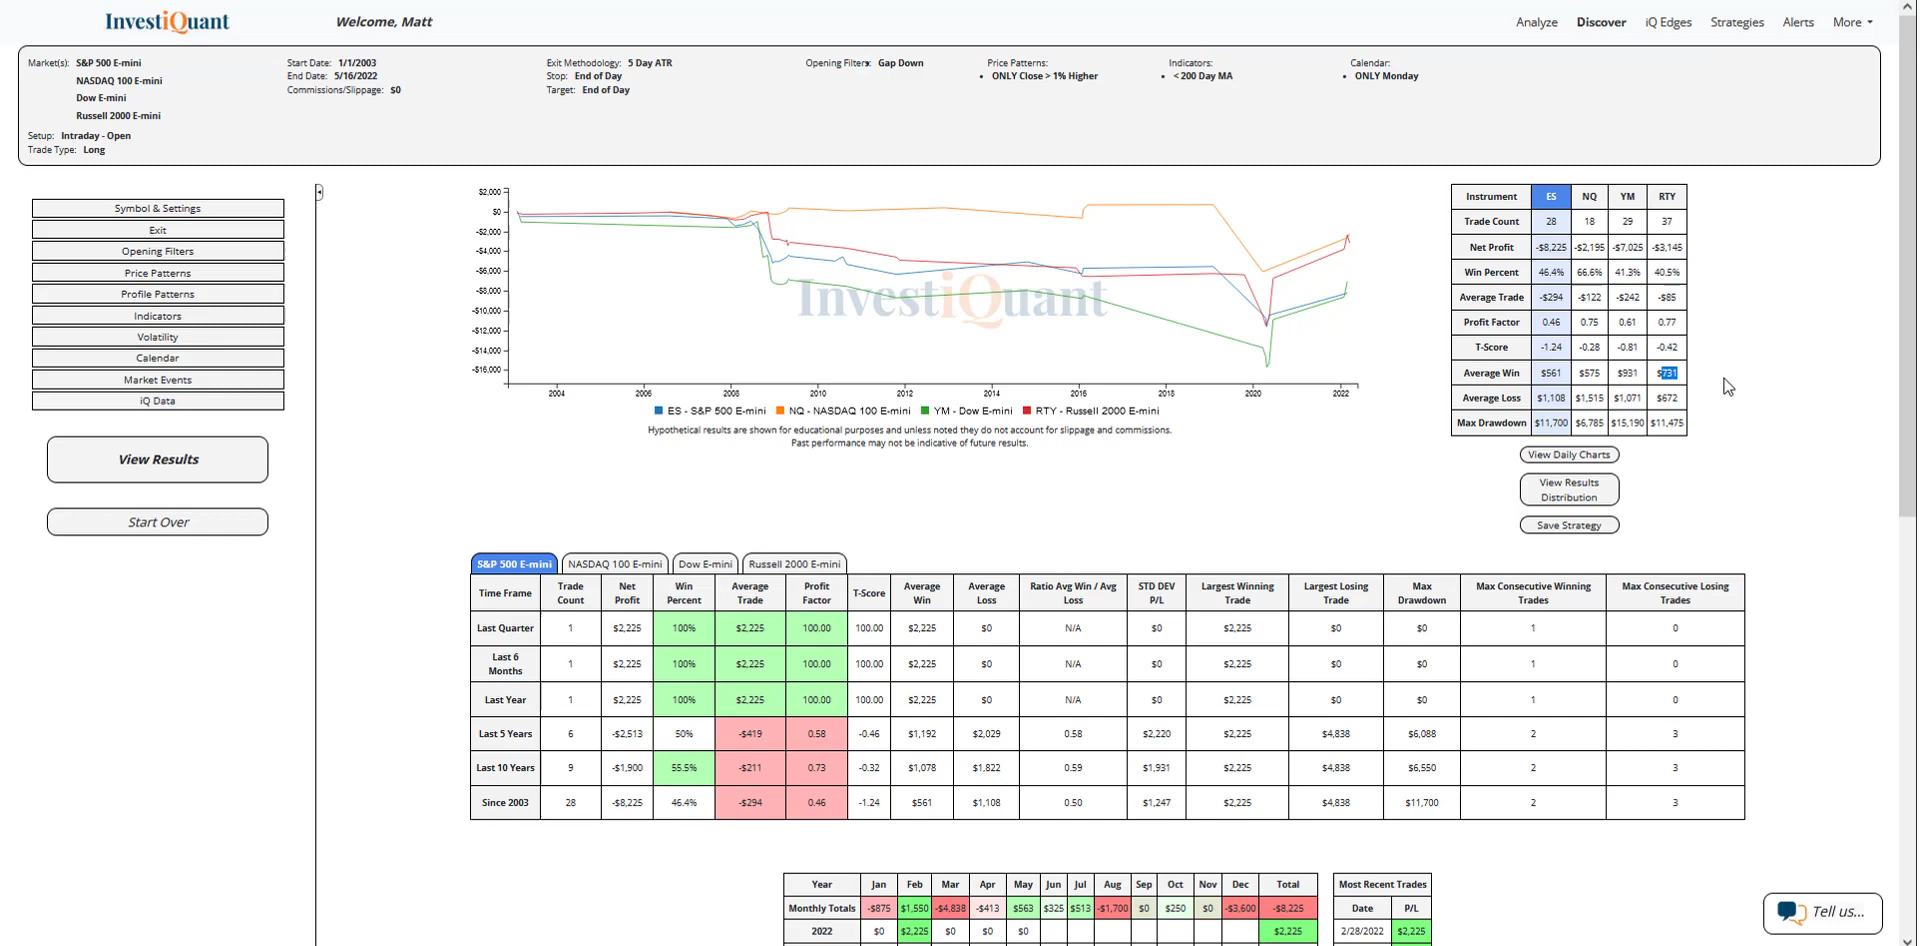 InvestiQuant
Welcome, Matt
Analyze Discover iQ Edges Strategies Alerts More
Market(s): S&P 500 E-mini
NASDAQ 100 E-mini
Dow E-mini
Russell 2000 E-mini
Setup: Intraday - Open
Trade Type: Long
Start Date: 1/1/2003
End Date: 5/16/2022
Commissions/Slippage: $0
Exit Methodology: 5 Day ATR
Stop: End of Day
Target: End of Day
Opening Filters: Gap Down
Price Patterns:
• ONLY Close > 1% Higher
Indicators:
• < 200 Day MA
Calendar:
• ONLY Monday
Symbol & Settings
Exit
Opening Filters
Price Patterns
Profile Patterns
Indicators
Volatility
Calendar
Market Events
iQ Data
View Results
Start Over
$2,000
$0
-$2,000
-$4,000
-$6,000
-$8,000
-$10,000
-$12,000
-$14,000
-$16,000
InvestiQuant
2004 2006 2008 2010 2012 2014 2016 2018 2020 2022
ES - S&P 500 E-mini NQ - NASDAQ 100 E-mini YM - Dow E-mini RTY - Russell 2000 E-mini
Hypothetical results are shown for educational purposes and unless noted they do not account for slippage and commissions.
Past performance may not be indicative of future results.
Instrument ES NQ YM RTY
Trade Count 28 18 29 37
Net Profit -$8,225 -$2,195 -$7,025 -$3,145
Win Percent 46.4% 66.6% 41.3% 40.5%
Average Trade -$294 -$122 -$242 -$85
Profit Factor 0.46 0.75 0.61 0.77
T-Score -1.24 -0.28 -0.81 -0.42
Average Win $561 $575 $931 $731
Average Loss $1,108 $1,515 $1,071 $672
Max Drawdown $11,700 $6,785 $15,190 $11,475
View Daily Charts
View Results
Distribution
Save Strategy
S&P 500 E-mini NASDAQ 100 E-mini Dow E-mini Russell 2000 E-mini
Time Frame Trade Count Net Profit Win Percent Average Trade Profit Factor T-Score Average Win Average Loss Ratio Avg Win / Avg Loss STD DEV P/L Largest Winning Trade Largest Losing Trade Max Drawdown Max Consecutive Winning Trades Max Consecutive Losing Trades
Last Quarter 1 $2,225 100% $2,225 100.00 100.00 $2,225 $0 N/A $0 $2,225 $0 $0 1 0
Last 6 Months 1 $2,225 100% $2,225 100.00 100.00 $2,225 $0 N/A $0 $2,225 $0 $0 1 0
Last Year 1 $2,225 100% $2,225 100.00 100.00 $2,225 $0 N/A $0 $2,225 $0 $0 1 0
Last 5 Years 6 -$2,513 50% -$419 0.58 -0.46 $1,192 $2,029 0.58 $2,220 $2,225 $4,838 $6,088 2 3
Last 10 Years 9 -$1,900 55.5% -$211 0.73 -0.32 $1,078 $1,822 0.59 $1,931 $2,225 $4,838 $6,550 2 3
Since 2003 28 -$8,225 46.4% -$294 0.46 -1.24 $561 $1,108 0.50 $1,247 $2,225 $4,838 $11,700 2 3
Year Jan Feb Mar Apr May Jun Jul Aug Sep Oct Nov Dec Total
Monthly Totals -$875 $1,550 -$4,838 -$413 $563 $325 $513 -$1,700 $0 $250 $0 -$3,600 -$8,225
2022 $0 $2,225 $0 $0 $0 $2,225
Most Recent Trades
Date P/L
2/28/2022 $2,225
Tell us...